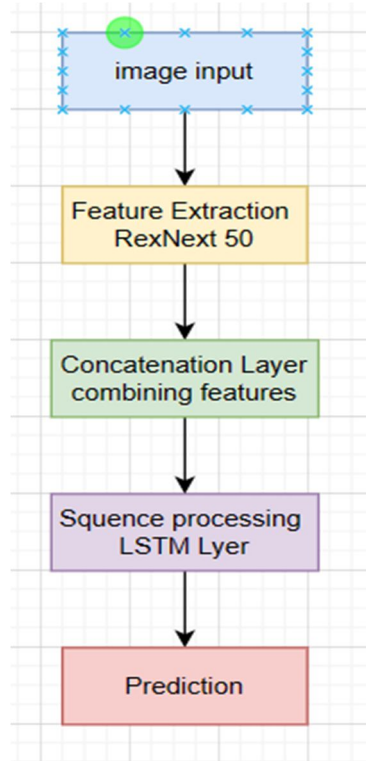 image input
Feature Extraction
RexNext 50
Concatenation Layer
combining features
Squence processing
LSTM Lyer
Prediction